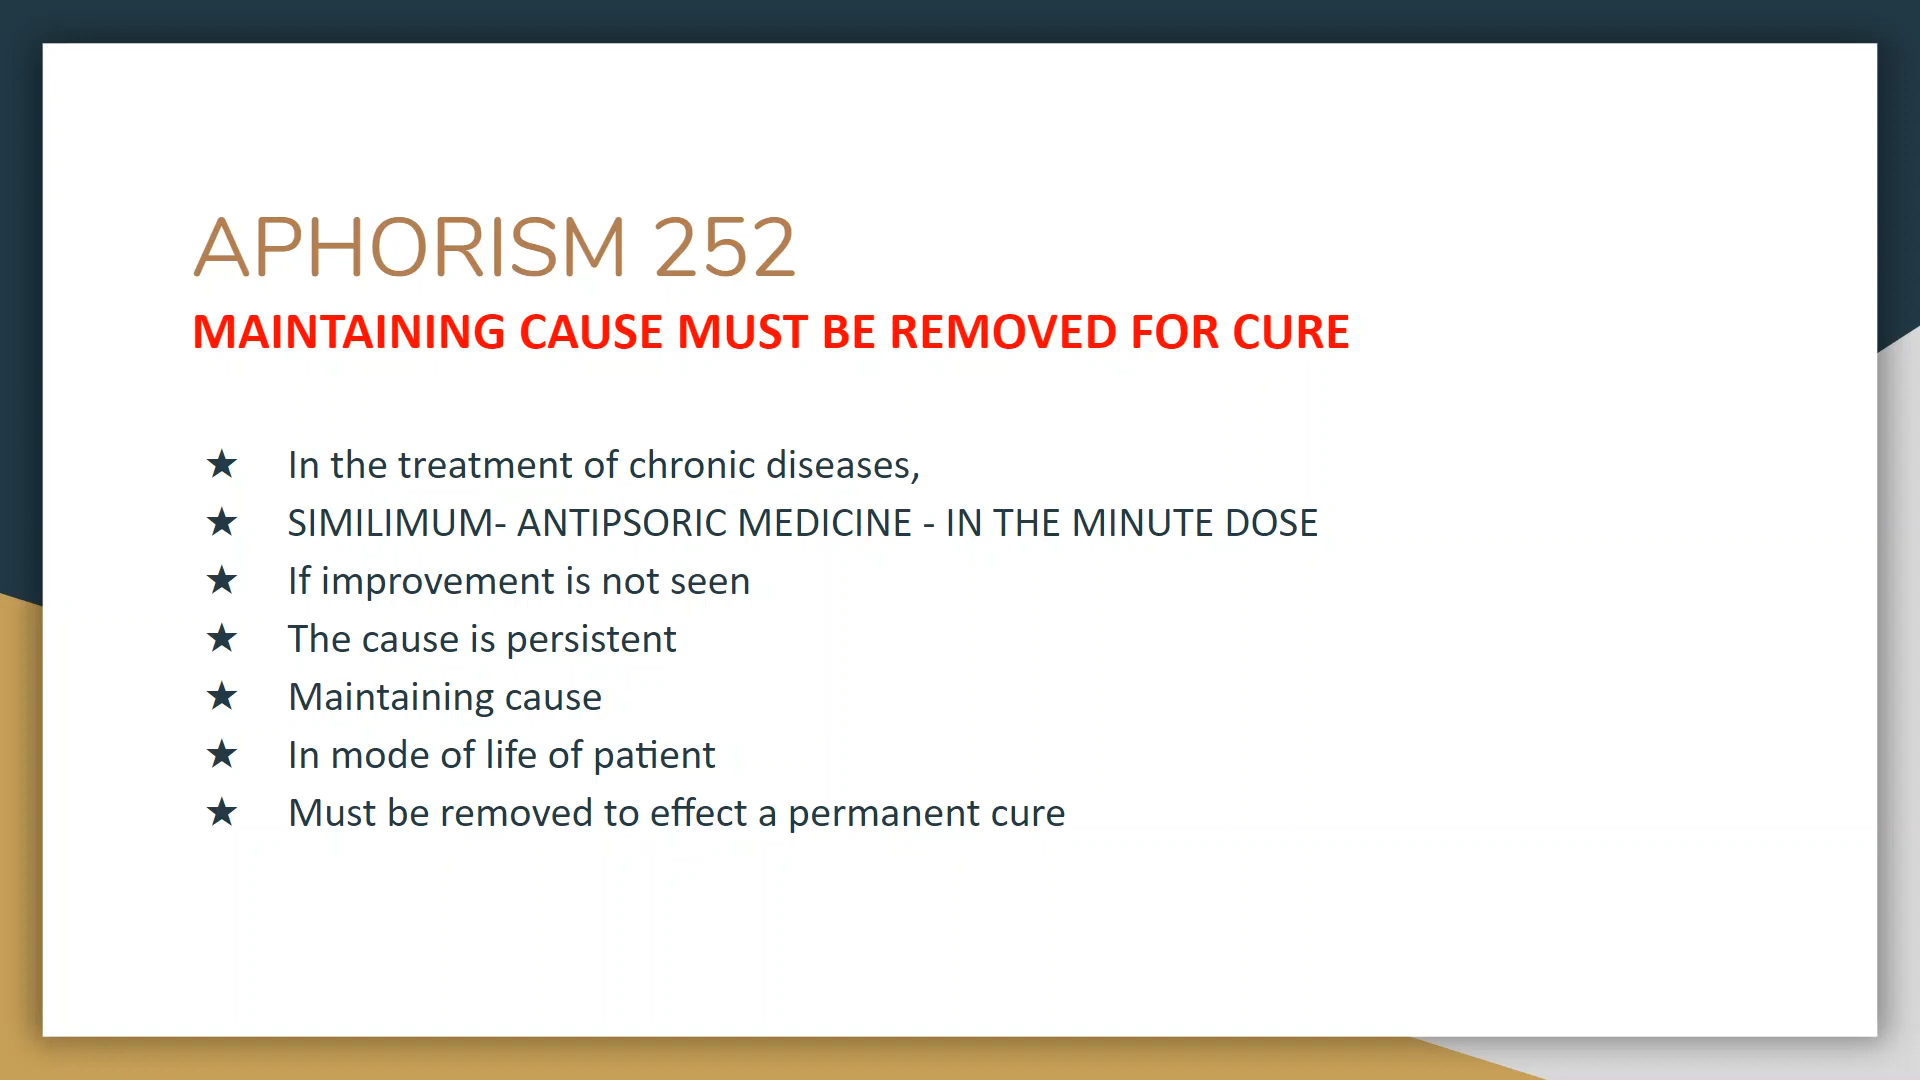 APHORISM 252
MAINTAINING CAUSE MUST BE REMOVED FOR CURE
★ In the treatment of chronic diseases,
★ SIMILIMUM- ANTIPSORIC MEDICINE - IN THE MINUTE DOSE
★ If improvement is not seen
★ The cause is persistent
★ Maintaining cause
★ In mode of life of patient
★ Must be removed to effect a permanent cure